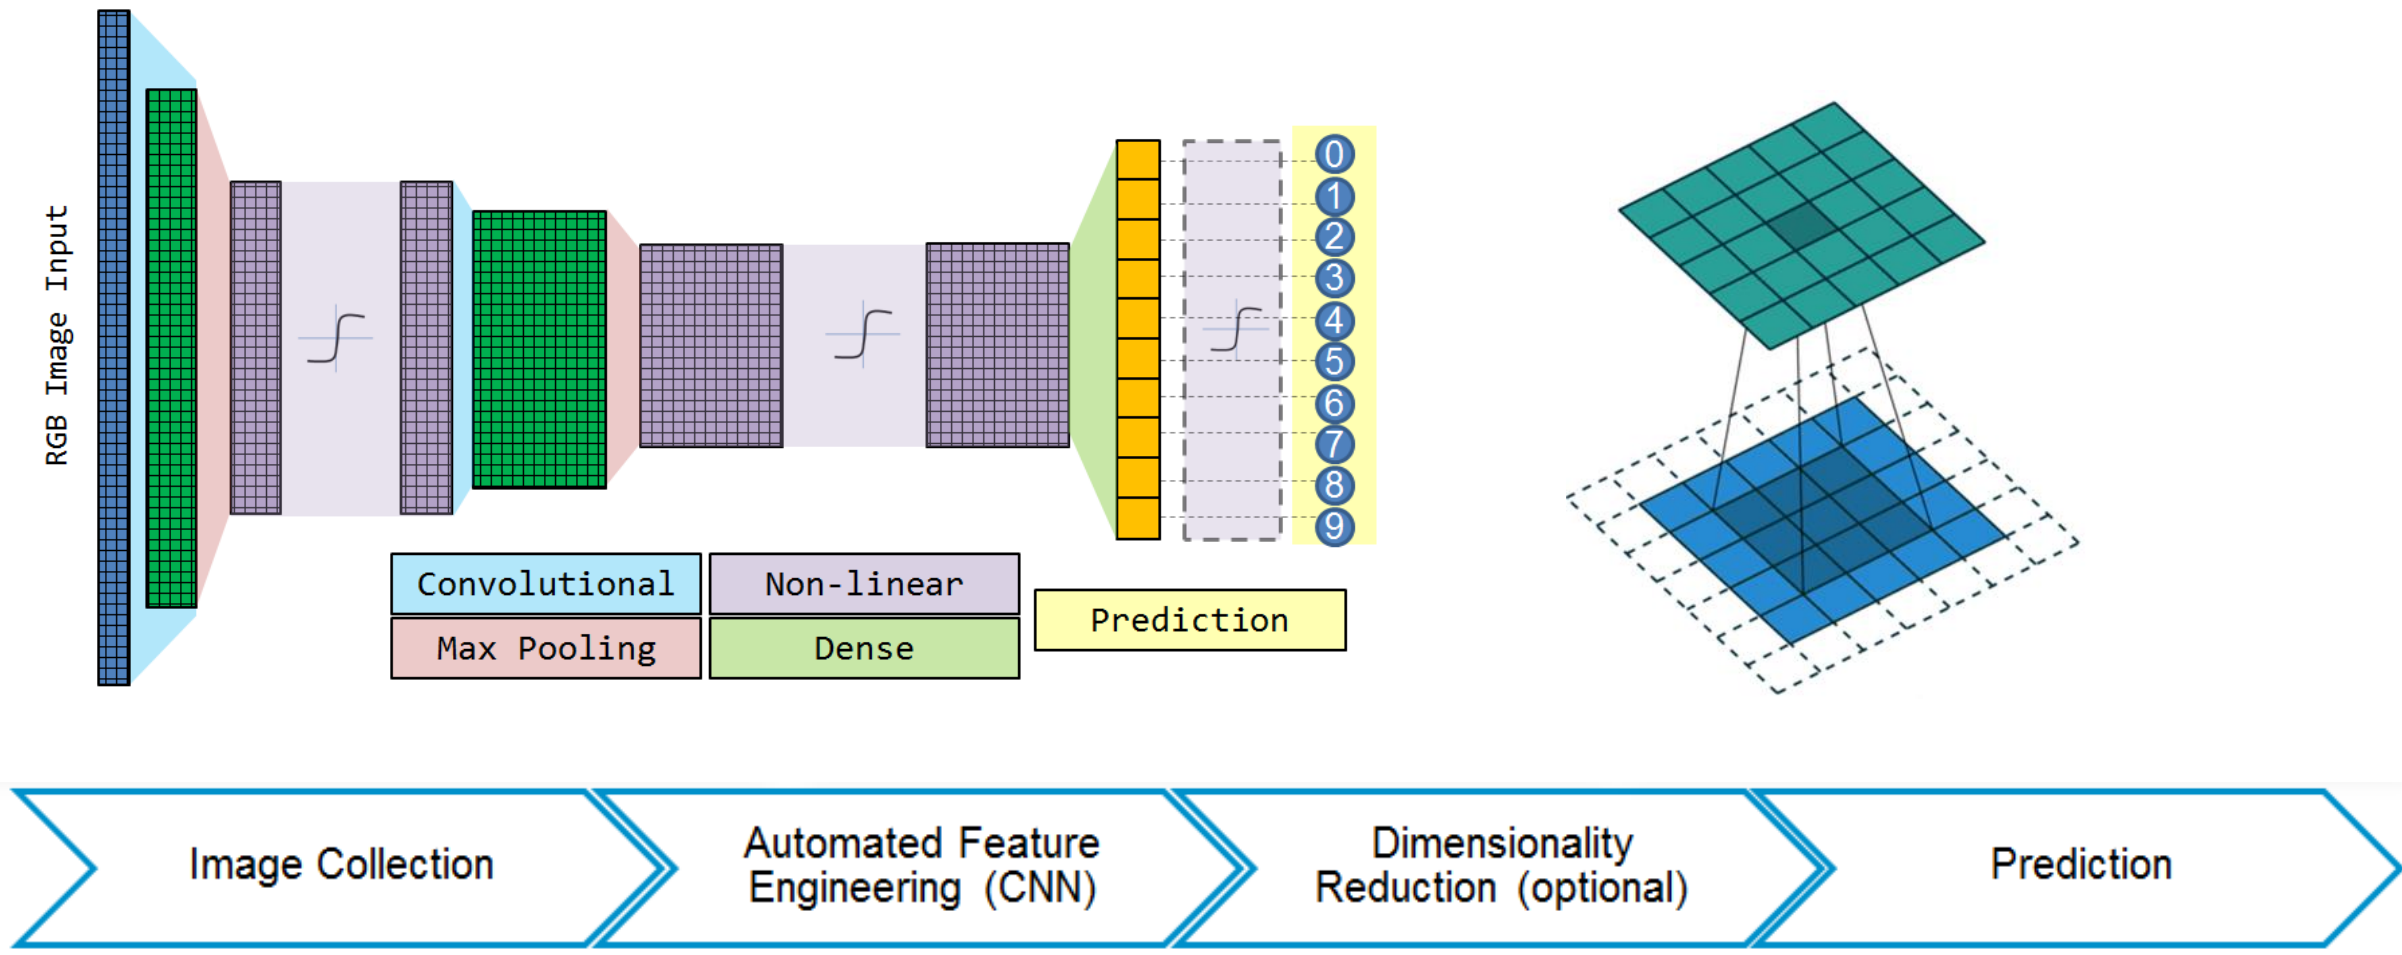 RGB Image Input
0
1
2
3
4
5
6
7
8
9
Convolutional
Non-linear
Max Pooling
Dense
Prediction
Image Collection
Automated Feature
Engineering (CNN)
Dimensionality
Reduction (optional)
Prediction